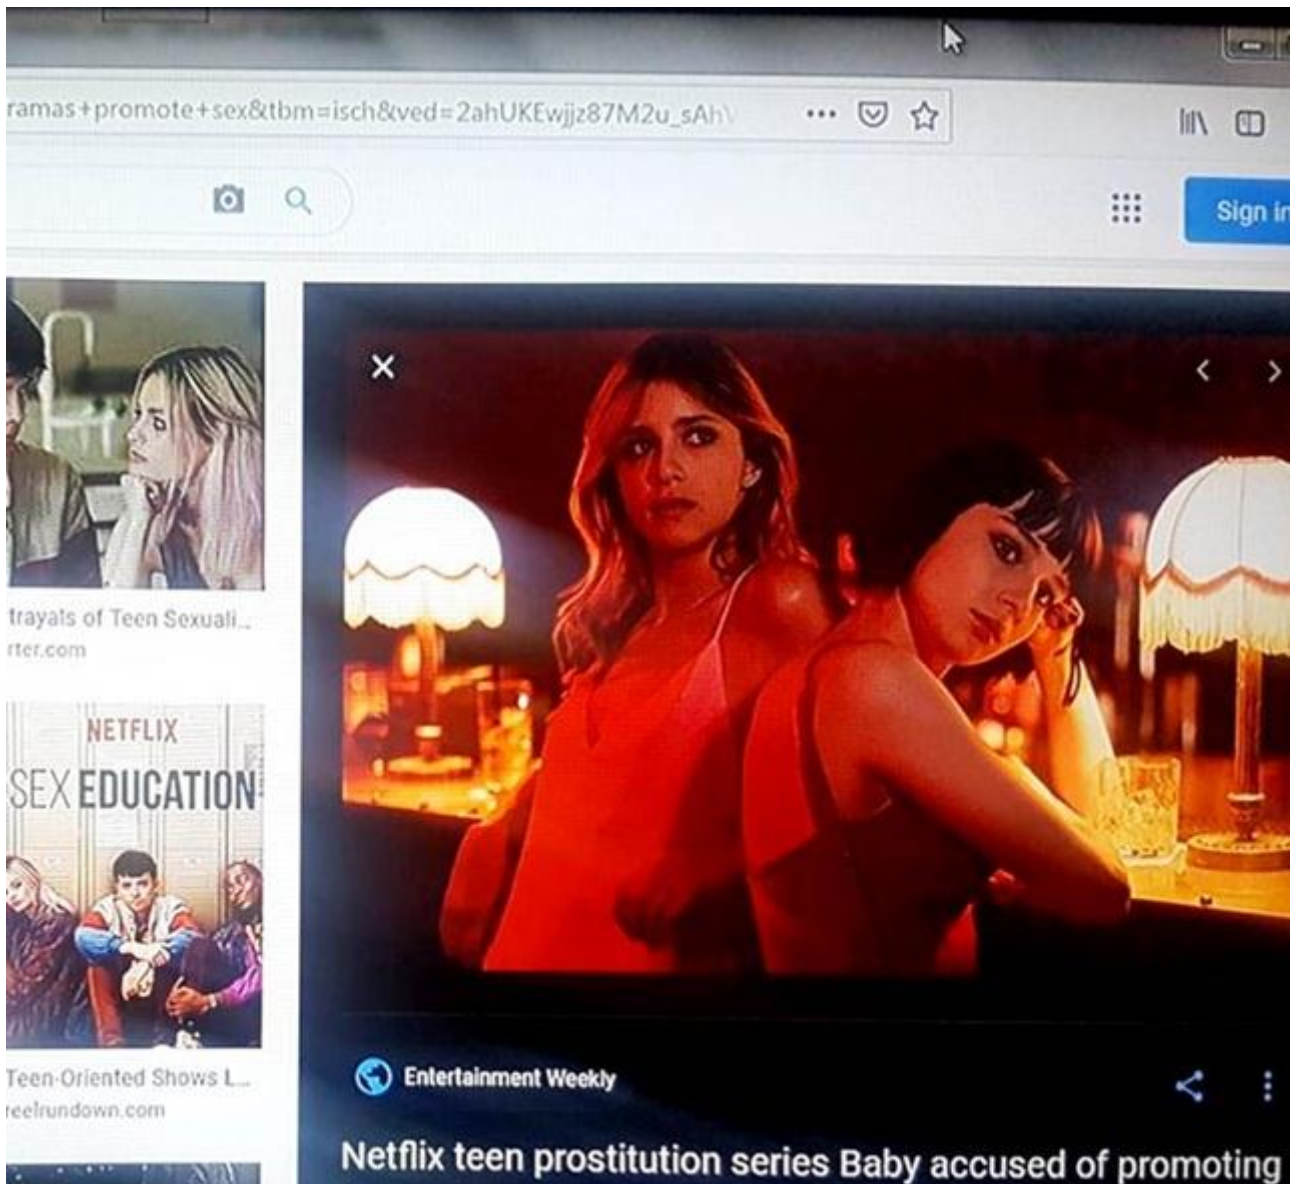 ramas+promote+sex&tbm=isch&ved=2ahUKEwjjz87M2u_sAhV
Sign in
trayals of Teen Sexuali...
rter.com
NETFLIX
SEX EDUCATION
Teen-Oriented Shows L...
reelrundown.com
Entertainment Weekly
Netflix teen prostitution series Baby accused of promoting